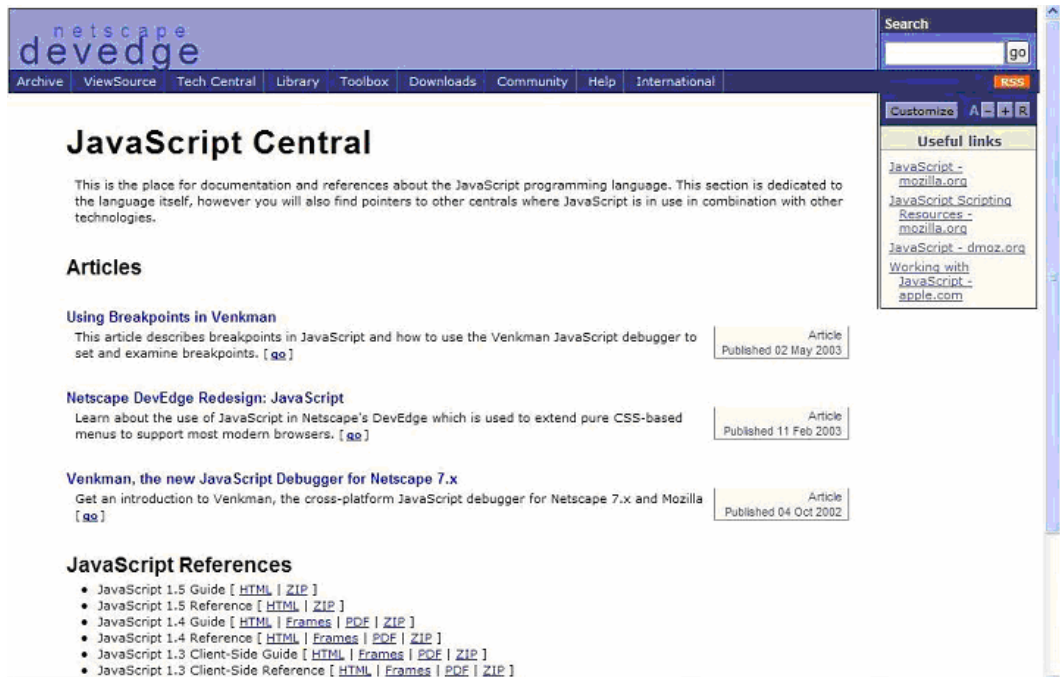 netscape
devedge
Search
go
Archive ViewSource Tech Central Library Toolbox Downloads Community Help International
RSS
Customize A - + R
JavaScript Central
This is the place for documentation and references about the JavaScript programming language. This section is dedicated to
the language itself, however you will also find pointers to other centrals where JavaScript is in use in combination with other
technologies.
Useful links
JavaScript -
mozilla.org
JavaScript Scripting
Resources -
mozilla.org
JavaScript - dmoz.org
Working with
JavaScript -
apple.com
Articles
Using Breakpoints in Venkman
This article describes breakpoints in JavaScript and how to use the Venkman JavaScript debugger to
set and examine breakpoints. [ go ]
Article
Published 02 May 2003
Netscape DevEdge Redesign: JavaScript
Learn about the use of JavaScript in Netscape's DevEdge which is used to extend pure CSS-based
menus to support most modern browsers. [ go ]
Article
Published 11 Feb 2003
Venkman, the new JavaScript Debugger for Netscape 7.x
Get an introduction to Venkman, the cross-platform JavaScript debugger for Netscape 7.x and Mozilla
[ go ]
Article
Published 04 Oct 2002
JavaScript References
• JavaScript 1.5 Guide [ HTML | ZIP ]
• JavaScript 1.5 Reference [ HTML | ZIP ]
• JavaScript 1.4 Guide [ HTML | Frames | PDF | ZIP ]
• JavaScript 1.4 Reference [ HTML | Frames | PDF | ZIP ]
• JavaScript 1.3 Client-Side Guide [ HTML | Frames | PDF | ZIP ]
• JavaScript 1.3 Client-Side Reference [ HTML | Frames | PDF | ZIP ]